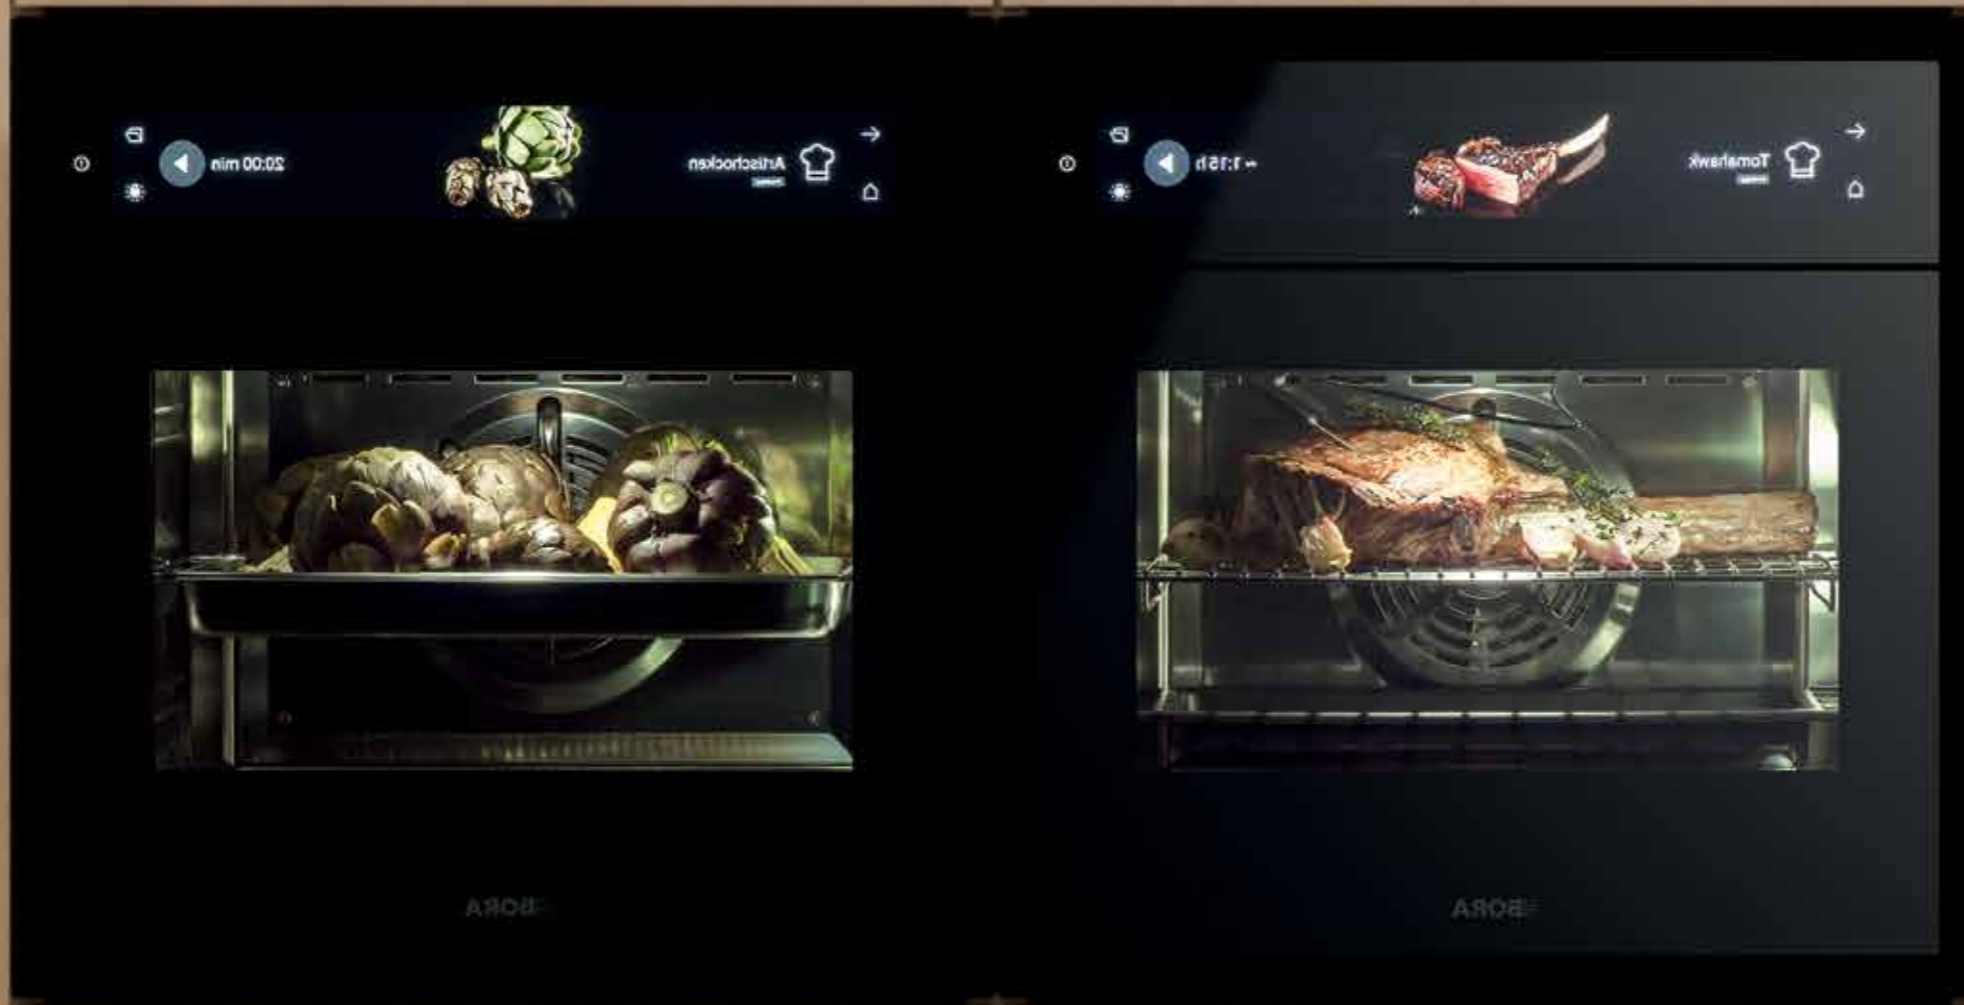 Artischocken
20:00 min
Tomahawk
~ 1:15 h
BORA
BORA